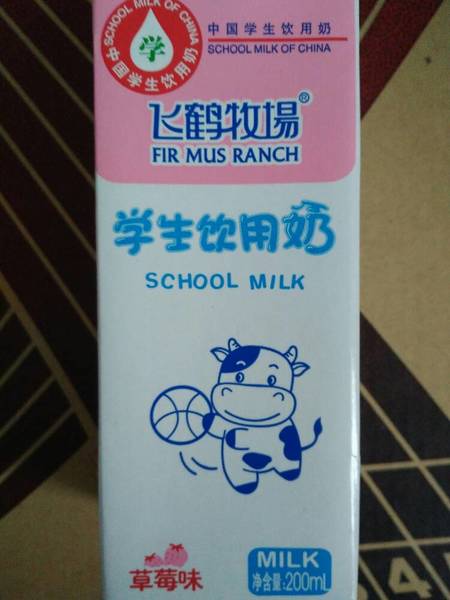 SCHOOL MILK OF CHINA
学
中国学生饮用奶
中国学生饮用奶
SCHOOL MILK OF CHINA
飞鹤牧場®
FIR MUS RANCH
学生饮用奶
SCHOOL MILK
草莓味
MILK
净含量:200mL
4